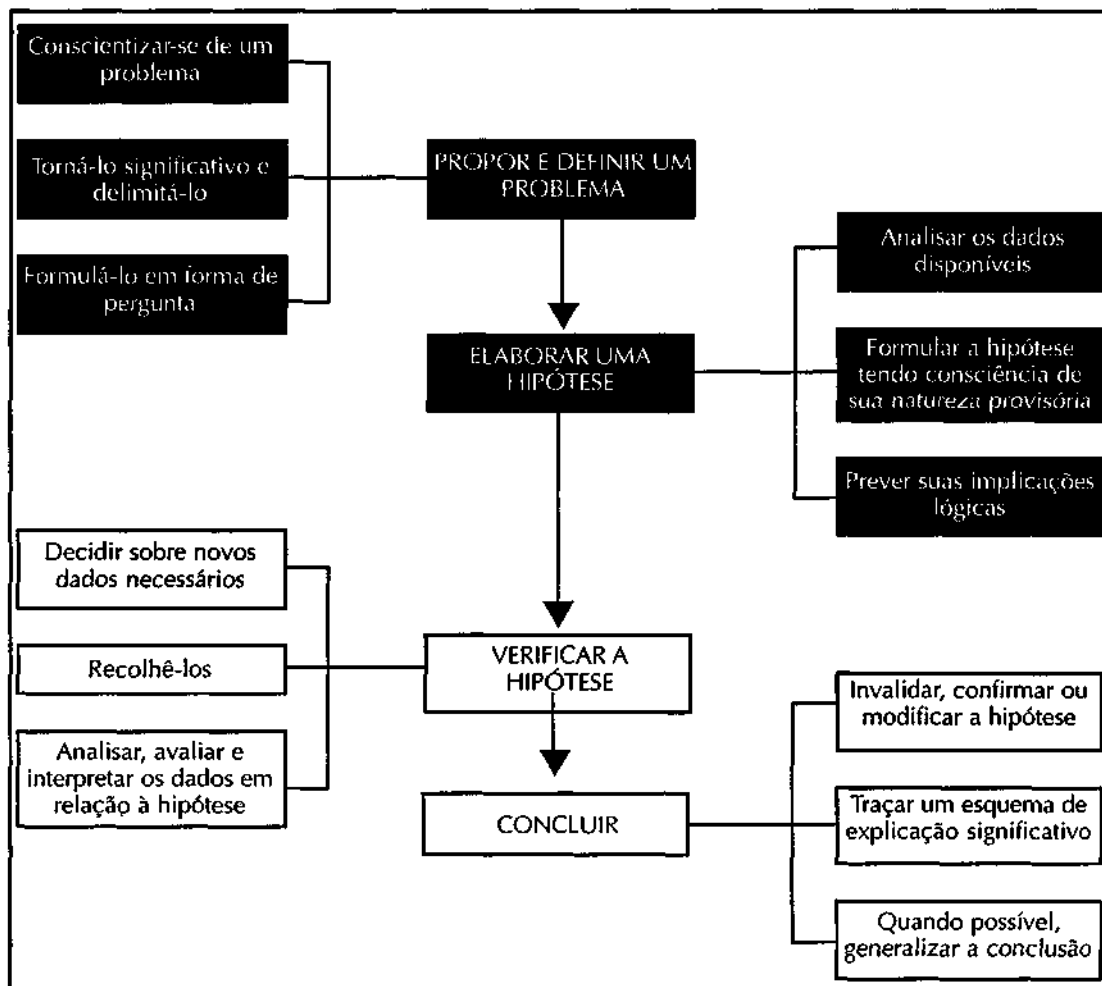 Conscientizar-se de um
problema
Torná-lo significativo e
delimitá-lo
Formulá-lo em forma de
pergunta
PROPOR E DEFINIR UM
PROBLEMA
ELABORAR UMA
HIPÓTESE
Analisar os dados
disponíveis
Formular a hipótese
tendo consciência de
sua natureza provisória
Prever suas implicações
lógicas
Decidir sobre novos
dados necessários
Recolhê-los
Analisar, avaliar e
interpretar os dados em
relação à hipótese
VERIFICAR A
HIPÓTESE
CONCLUIR
Invalidar, confirmar ou
modificar a hipótese
Traçar um esquema de
explicação significativo
Quando possível,
generalizar a conclusão